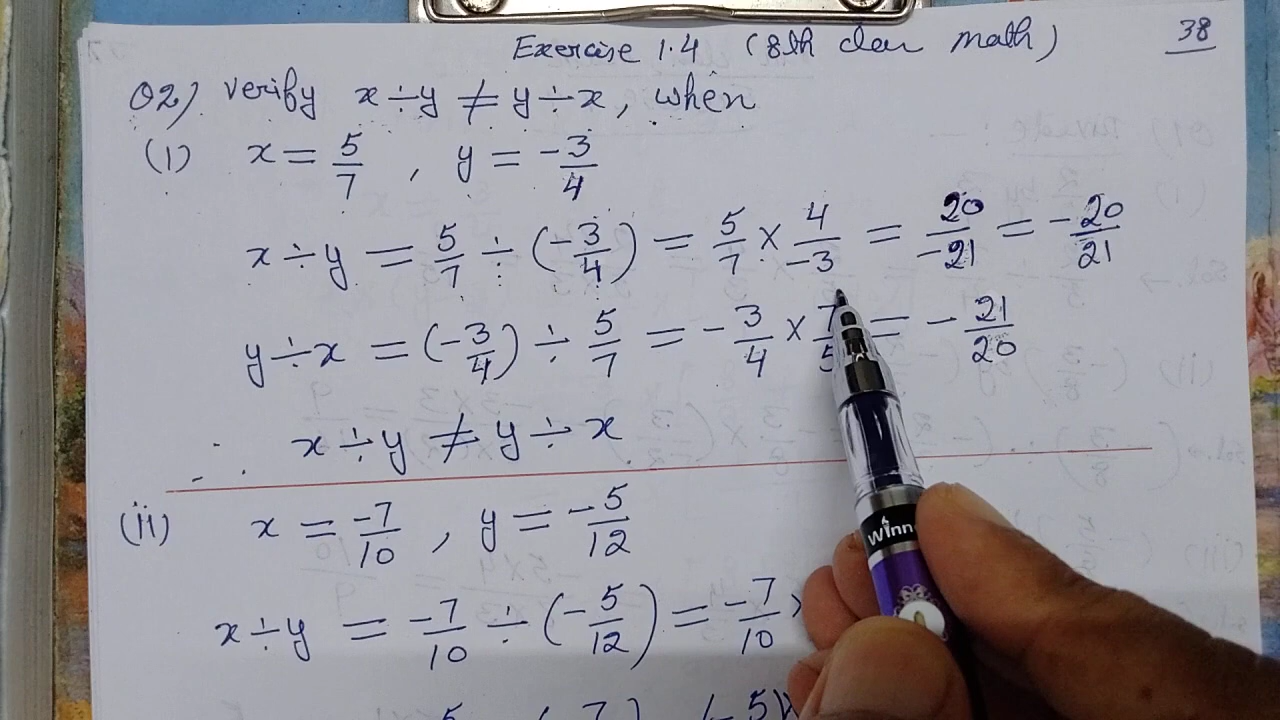 Exercise 1.4 (8th class math) 38
Q2) verify x ÷ y ≠ y ÷ x, when
(i) x = 5/7 , y = -3/4
x ÷ y = 5/7 ÷ (-3/4) = 5/7 × 4/-3 = 20/-21 = -20/21
y ÷ x = (-3/4) ÷ 5/7 = -3/4 × 7/5 = -21/20
∴ x ÷ y ≠ y ÷ x
(ii) x = -7/10 , y = -5/12
x ÷ y = -7/10 ÷ (-5/12) = -7/10 ×
Winn